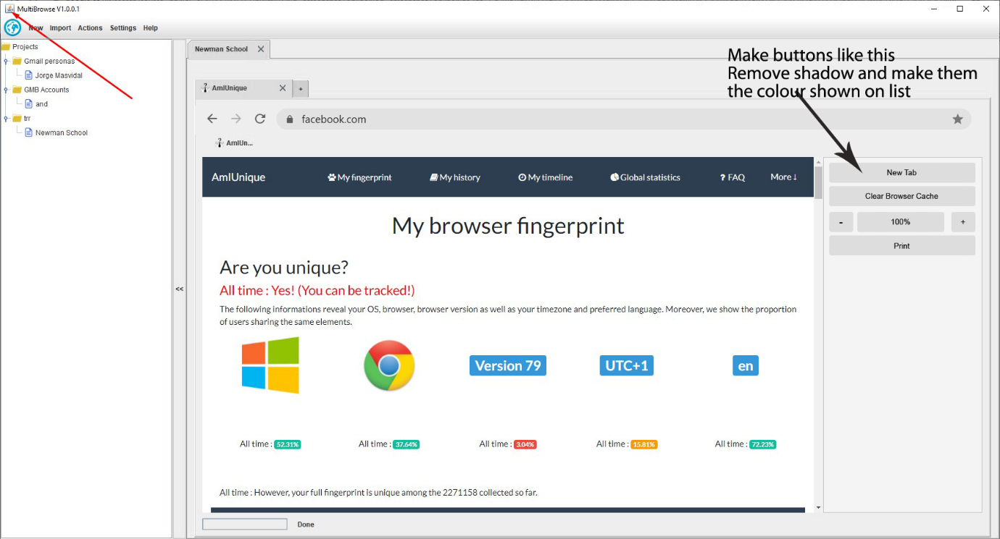 MultiBrowse V1.0.0.1
New Import Actions Settings Help
Projects
Gmail personas
Jorge Masvidal
GMB Accounts
and
trr
Newman School
<<
Newman School
AmIUnique
+
facebook.com
AmIUn...
Make buttons like this
Remove shadow and make them
the colour shown on list
AmIUnique My fingerprint My history My timeline Global statistics ? FAQ More ↓
My browser fingerprint
Are you unique?
All time : Yes! (You can be tracked!)
The following informations reveal your OS, browser, browser version as well as your timezone and preferred language. Moreover, we show the proportion
of users sharing the same elements.
Version 79 UTC+1 en
All time : 52.31% All time : 37.64% All time : 3.04% All time : 15.81% All time : 72.23%
All time : However, your full fingerprint is unique among the 2271158 collected so far.
New Tab
Clear Browser Cache
- 100% +
Print
Done